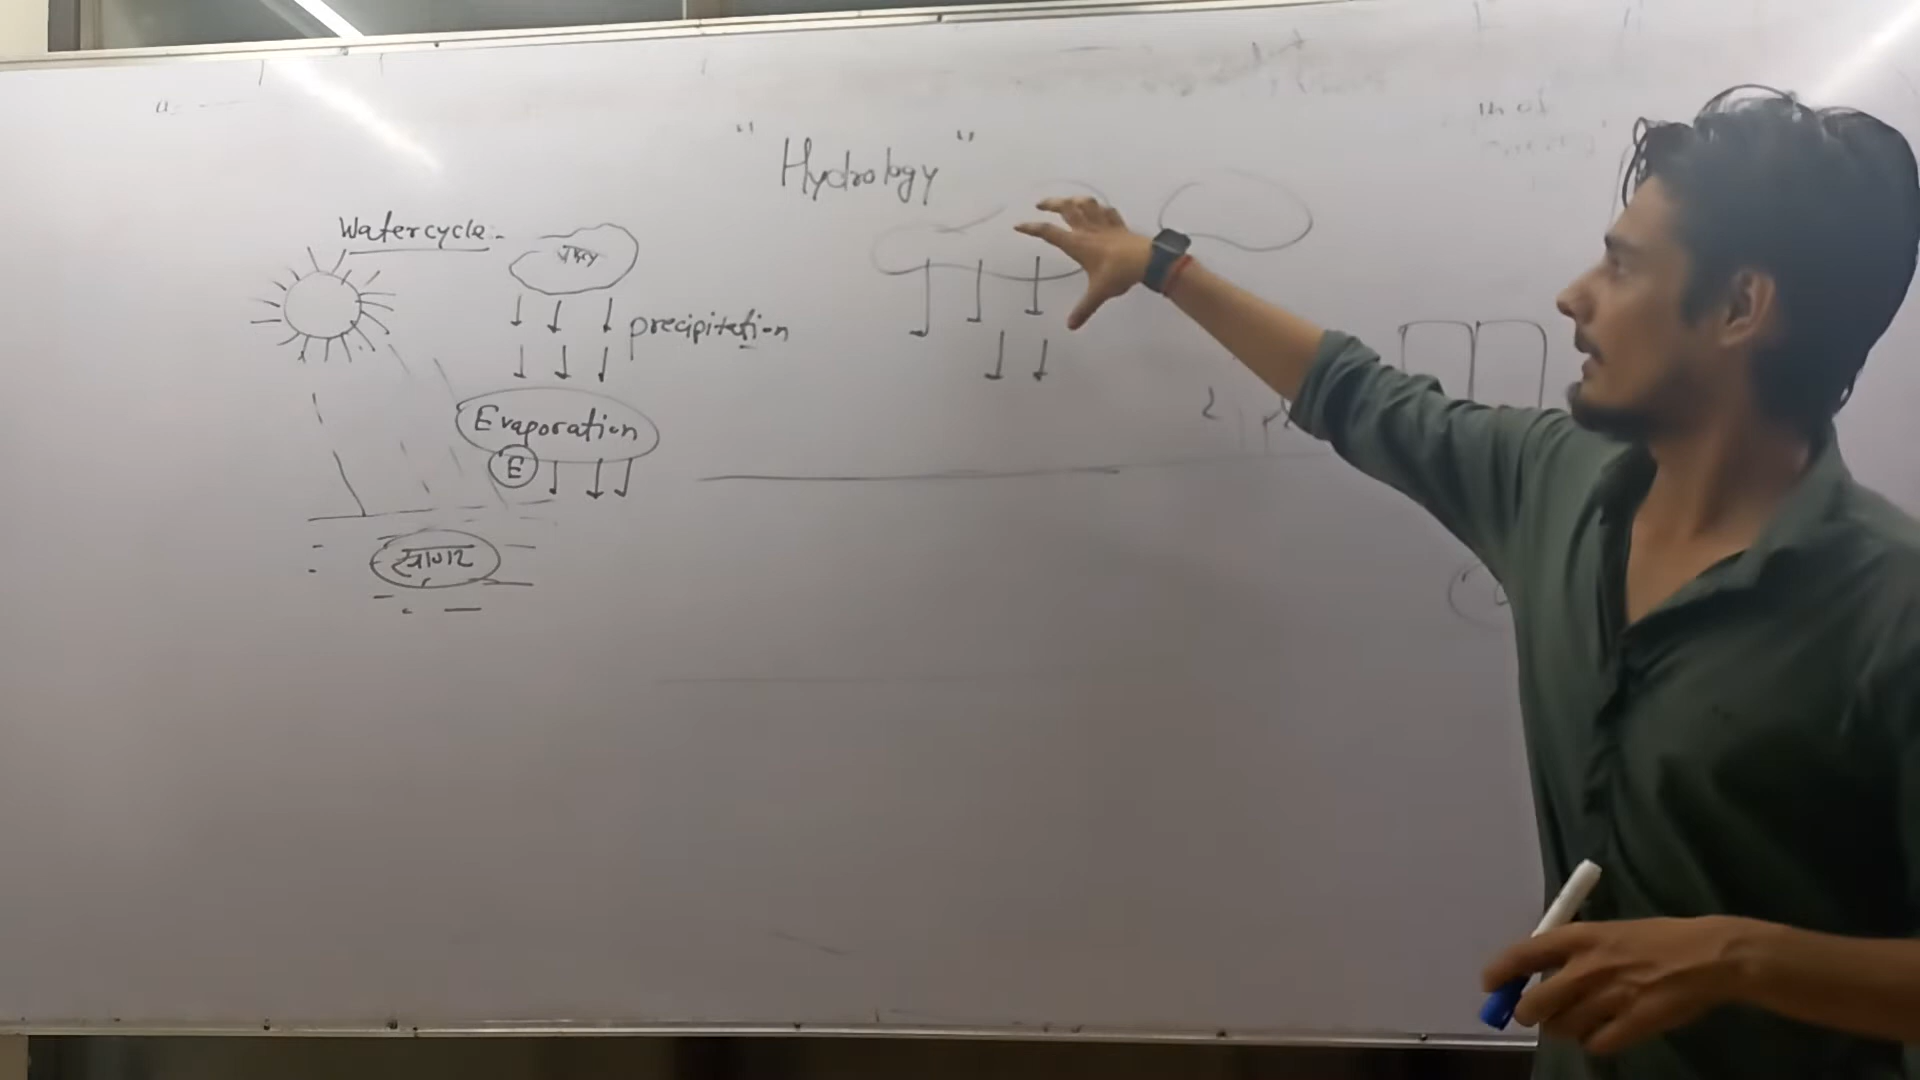 "Hydrology"
Watercycle:-
precipitation
Evaporation
E
सागर